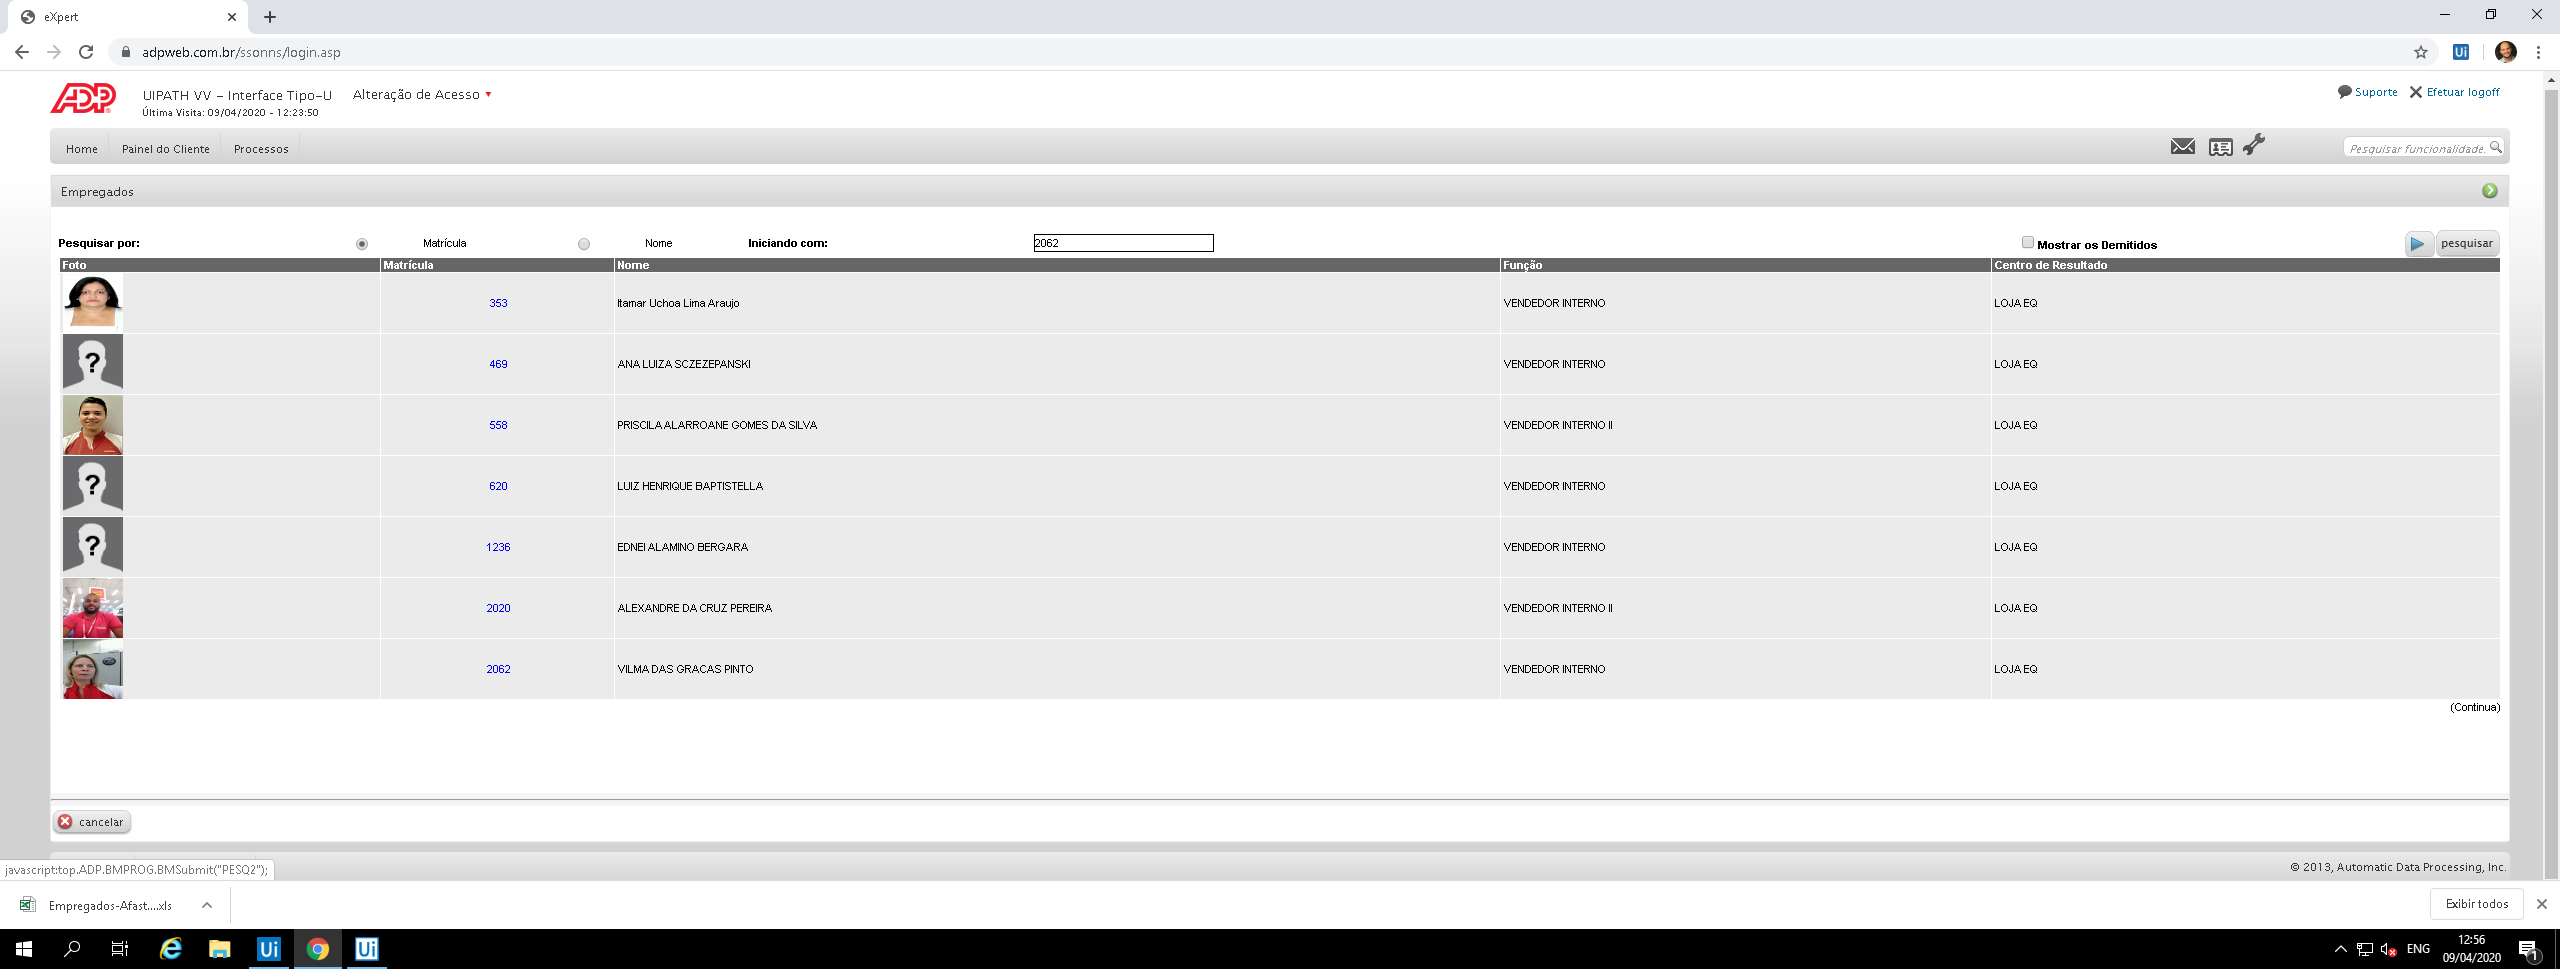 eXpert
adpweb.com.br/ssonns/login.asp
Ui
ADP
UIPATH VV - Interface Tipo-U
Alteração de Acesso
Última Visita: 09/04/2020 - 12:23:50
Suporte
Efetuar logoff
Home
Painel do Cliente
Processos
Pesquisar funcionalidade.
Empregados
Pesquisar por:
Matrícula
Nome
Iniciando com:
2062
Mostrar os Demitidos
pesquisar
Foto
Matrícula
Nome
Função
Centro de Resultado
353
Itamar Uchoa Lima Araujo
VENDEDOR INTERNO
LOJA EQ
469
ANA LUIZA SCZEZEPANSKI
VENDEDOR INTERNO
LOJA EQ
558
PRISCILA ALARROANE GOMES DA SILVA
VENDEDOR INTERNO II
LOJA EQ
620
LUIZ HENRIQUE BAPTISTELLA
VENDEDOR INTERNO
LOJA EQ
1236
EDNEI ALAMINO BERGARA
VENDEDOR INTERNO
LOJA EQ
2020
ALEXANDRE DA CRUZ PEREIRA
VENDEDOR INTERNO II
LOJA EQ
2062
VILMA DAS GRACAS PINTO
VENDEDOR INTERNO
LOJA EQ
(Continua)
cancelar
© 2013, Automatic Data Processing, Inc.
javascript:top.ADP.BMPROG.BMSubmit("PESQ2");
Empregados-Afast....xls
Exibir todos
Ui
Ui
ENG
12:56
09/04/2020
1